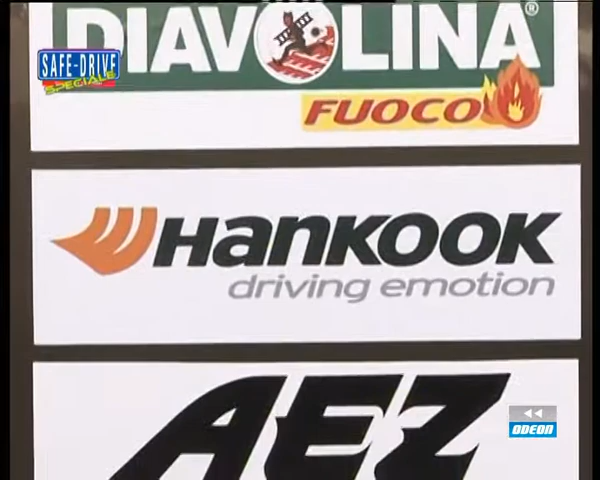 DIAVOLINA®
SAFE-DRIVE
SPECIALE
FUOCO
HANKOOK
driving emotion
AEZ
ODEON